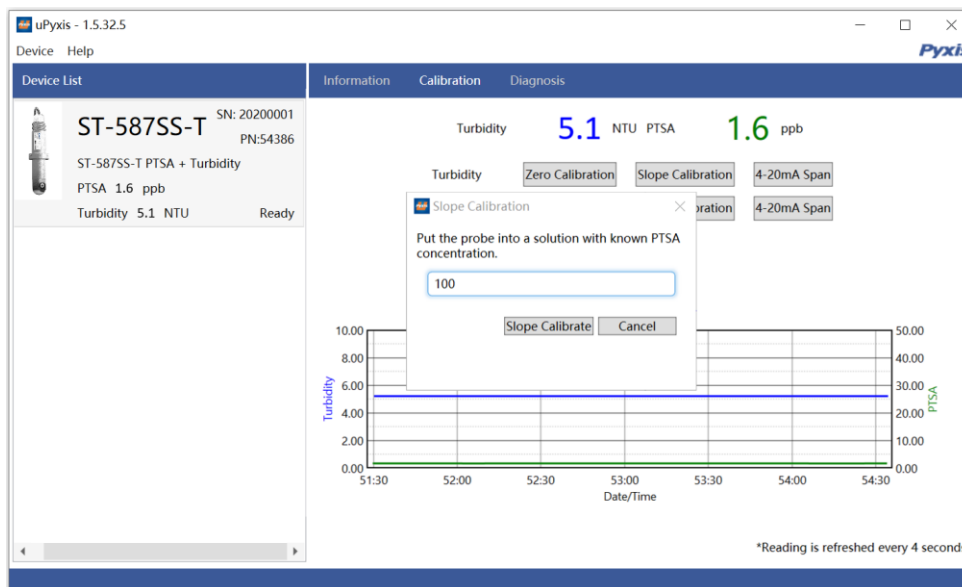 uPyxis - 1.5.32.5
Device Help
Pyxis
Device List
Information Calibration Diagnosis
ST-587SS-T
SN: 20200001
PN:54386
ST-587SS-T PTSA + Turbidity
PTSA 1.6 ppb
Turbidity 5.1 NTU Ready
Turbidity 5.1 NTU PTSA 1.6 ppb
Turbidity Zero Calibration Slope Calibration 4-20mA Span
bration 4-20mA Span
Slope Calibration
Put the probe into a solution with known PTSA
concentration.
100
Slope Calibrate Cancel
10.00 50.00
8.00 40.00
6.00 30.00
4.00 20.00
2.00 10.00
0.00 0.00
Turbidity
PTSA
51:30 52:00 52:30 53:00 53:30 54:00 54:30
Date/Time
*Reading is refreshed every 4 seconds